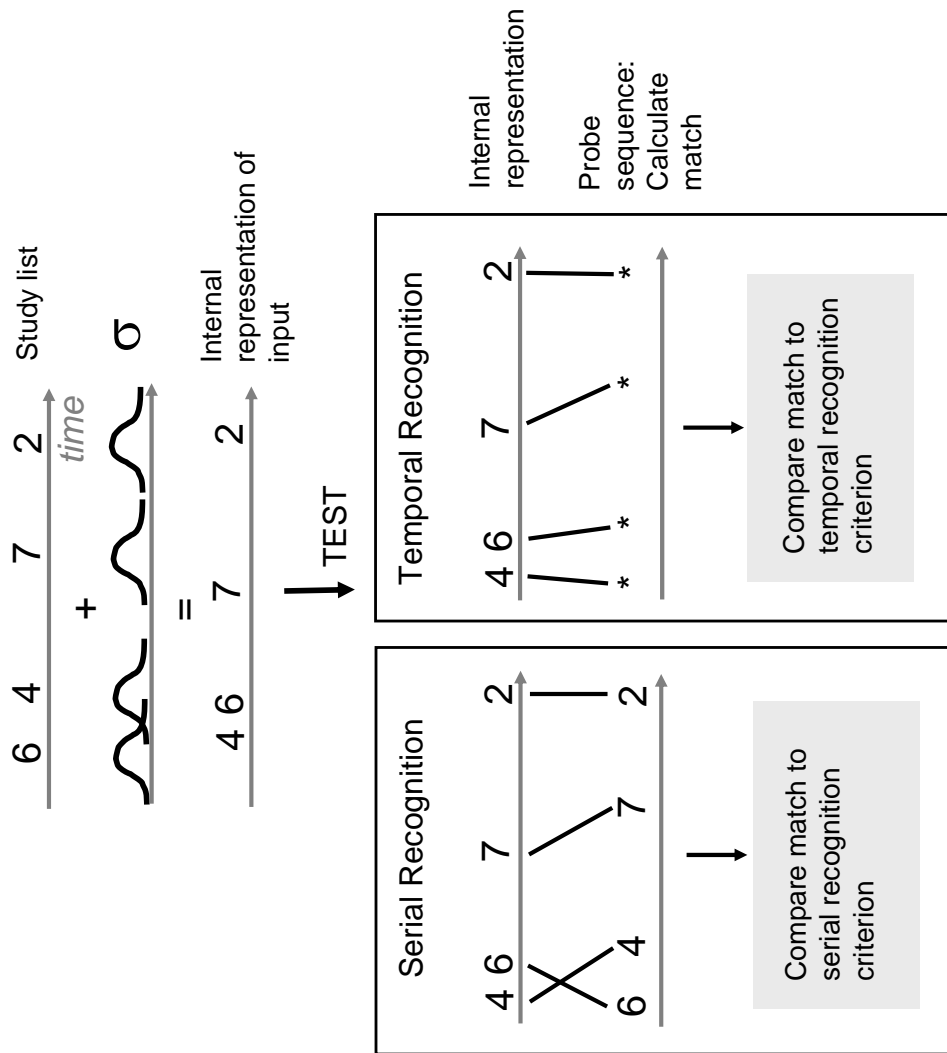 6 4 7 2
Study list
time
+
σ
=
4 6 7 2
Internal
representation of
input
TEST
Serial Recognition
4 6 7 2
6 4 7 2
Compare match to
serial recognition
criterion
Temporal Recognition
4 6 7 2
* * * *
Compare match to
temporal recognition
criterion
Internal
representation
Probe
sequence:
Calculate
match